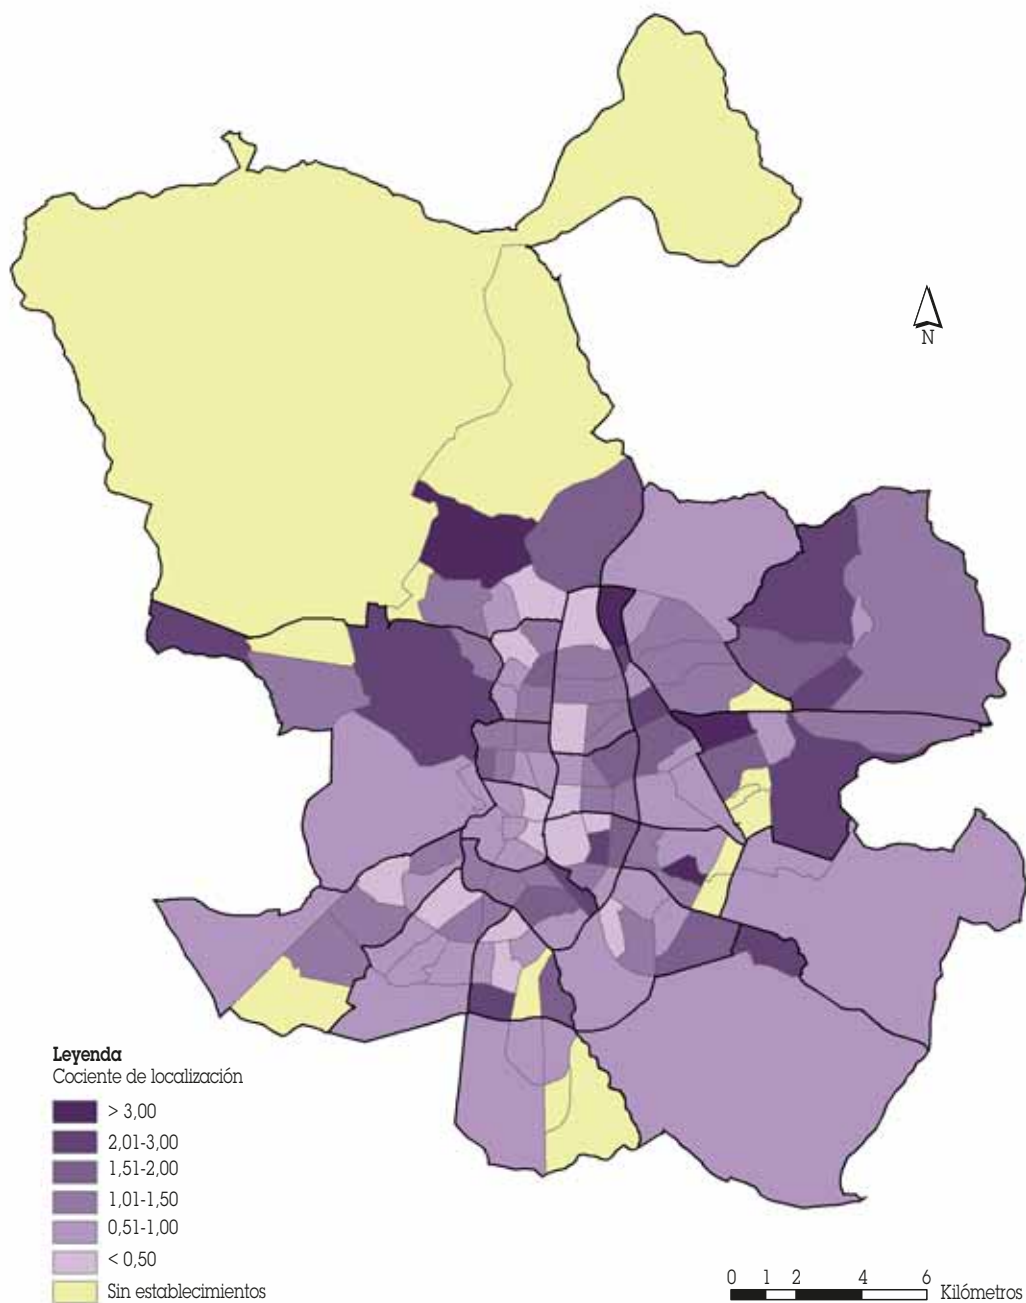 N
Leyenda
Cociente de localización
> 3,00
2,01-3,00
1,51-2,00
1,01-1,50
0,51-1,00
< 0,50
Sin establecimientos
0 1 2 4 6
Kilómetros